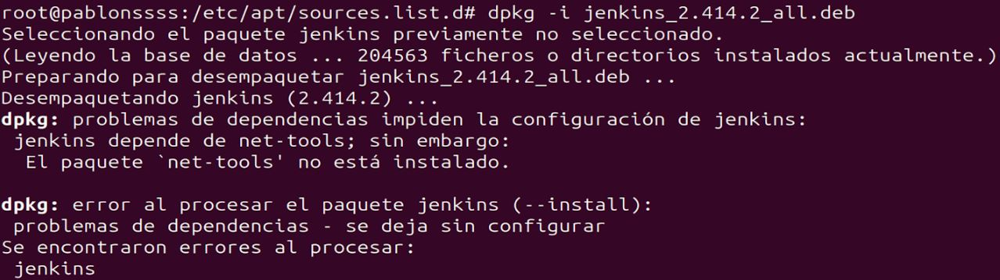 root@pablonssss:/etc/apt/sources.list.d# dpkg -i jenkins_2.414.2_all.deb
Seleccionando el paquete jenkins previamente no seleccionado.
(Leyendo la base de datos ... 204563 ficheros o directorios instalados actualmente.)
Preparando para desempaquetar jenkins_2.414.2_all.deb ...
Desempaquetando jenkins (2.414.2) ...
dpkg: problemas de dependencias impiden la configuración de jenkins:
 jenkins depende de net-tools; sin embargo:
  El paquete `net-tools' no está instalado.

dpkg: error al procesar el paquete jenkins (--install):
 problemas de dependencias - se deja sin configurar
Se encontraron errores al procesar:
 jenkins